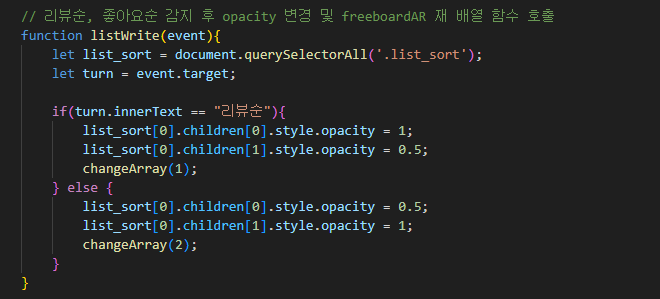 // 리뷰순, 좋아요순 감지 후 opacity 변경 및 freeboardAR 재 배열 함수 호출
function listWrite(event){
    let list_sort = document.querySelectorAll('.list_sort');
    let turn = event.target;

    if(turn.innerText == "리뷰순"){
        list_sort[0].children[0].style.opacity = 1;
        list_sort[0].children[1].style.opacity = 0.5;
        changeArray(1);
    } else {
        list_sort[0].children[0].style.opacity = 0.5;
        list_sort[0].children[1].style.opacity = 1;
        changeArray(2);
    }
}